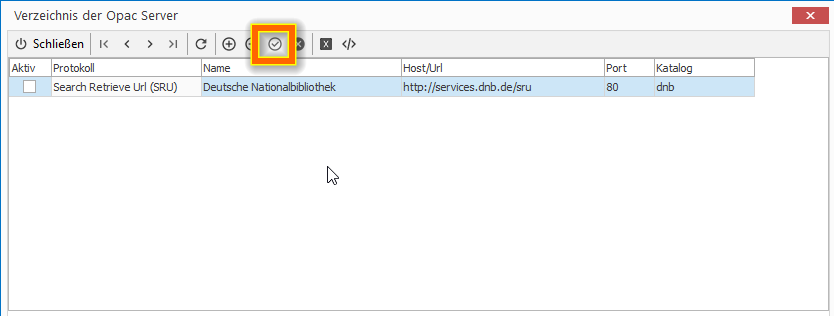 Verzeichnis der Opac Server
Schließen
Aktiv Protokoll Name Host/Url Port Katalog
Search Retrieve Url (SRU) Deutsche Nationalbibliothek http://services.dnb.de/sru 80 dnb